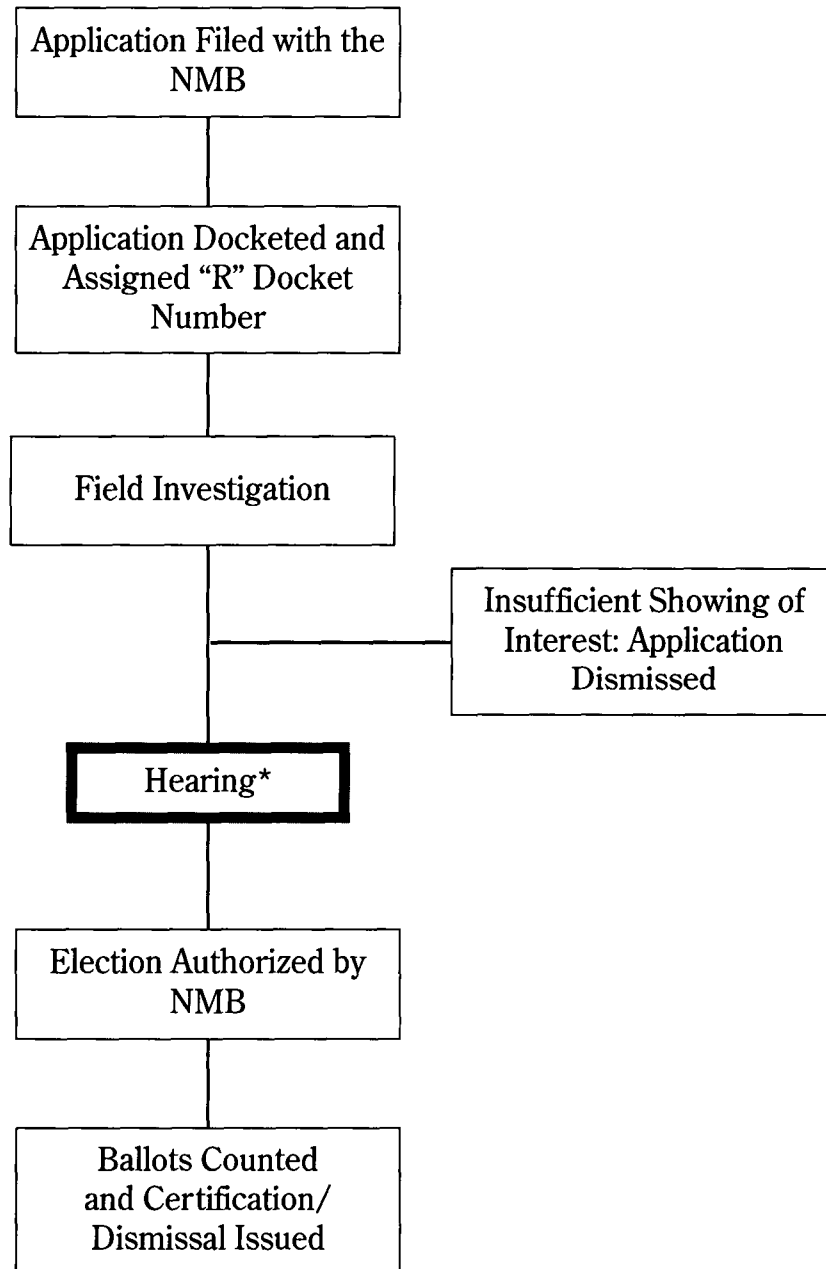 Application Filed with the
NMB
Application Docketed and
Assigned “R” Docket
Number
Field Investigation
Insufficient Showing of
Interest: Application
Dismissed
Hearing*
Election Authorized by
NMB
Ballots Counted
and Certification/
Dismissal Issued